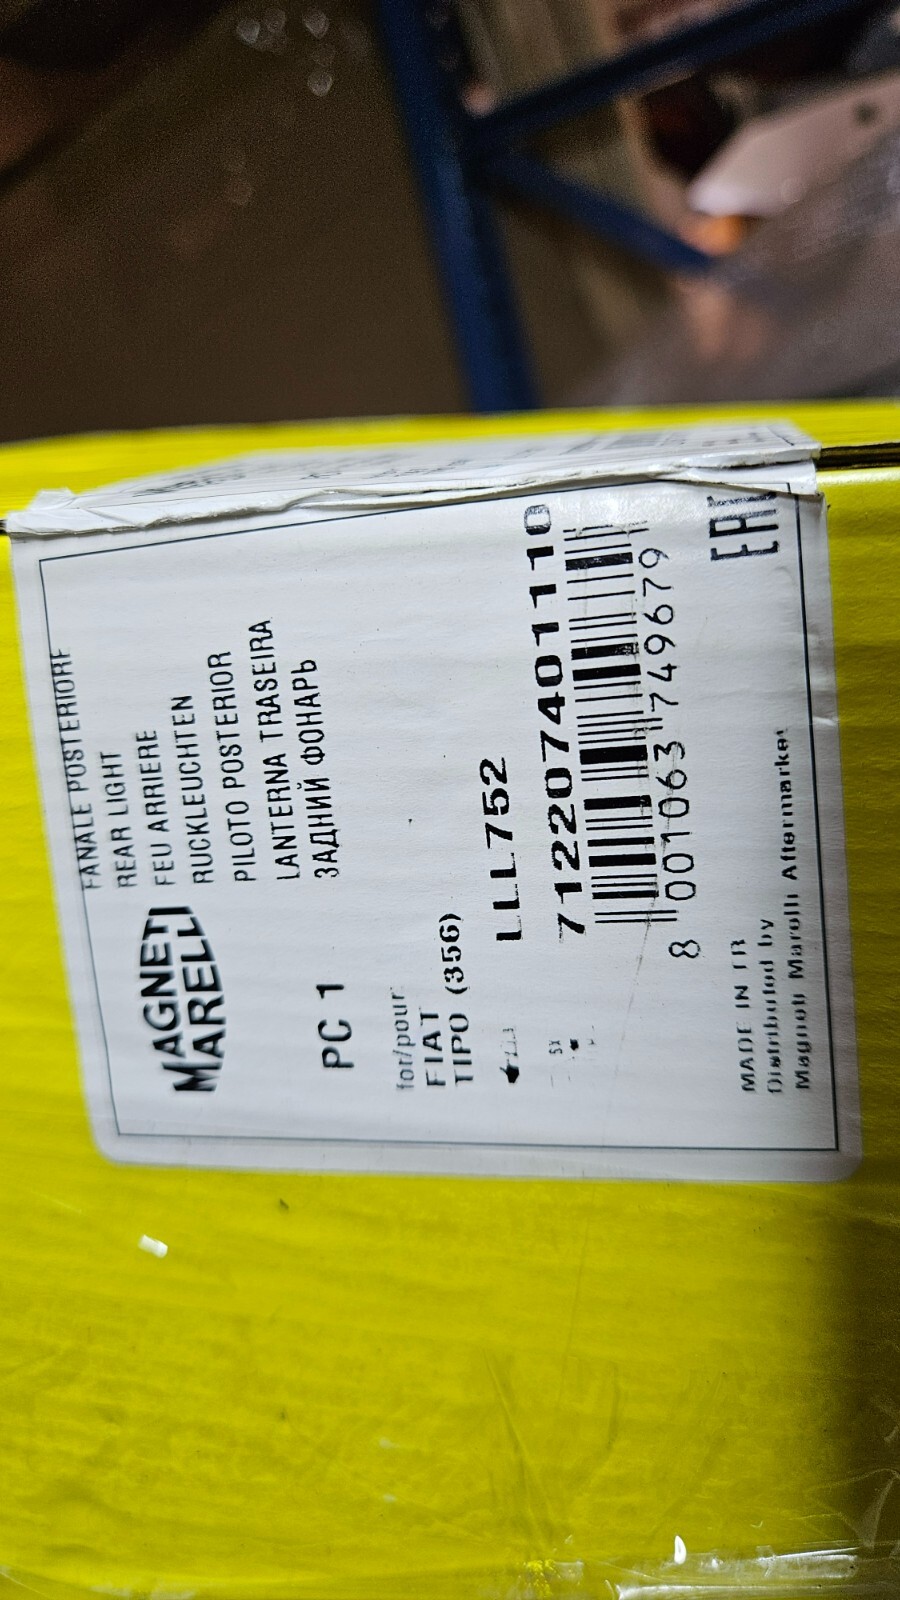 MAGNETI
MARELLI
FANALE POSTERIORE
REAR LIGHT
FEU ARRIERE
RUCKLEUCHTEN
PILOTO POSTERIOR
LANTERNA TRASEIRA
ЗАДНИЙ ФОНАРЬ
PC 1
for/pour:
FIAT
TIPO (356)
LLL752
SX
712207401110
8 001063 749679
MADE IN TR
Distributed by
Magneti Marelli Aftermarket
EAC